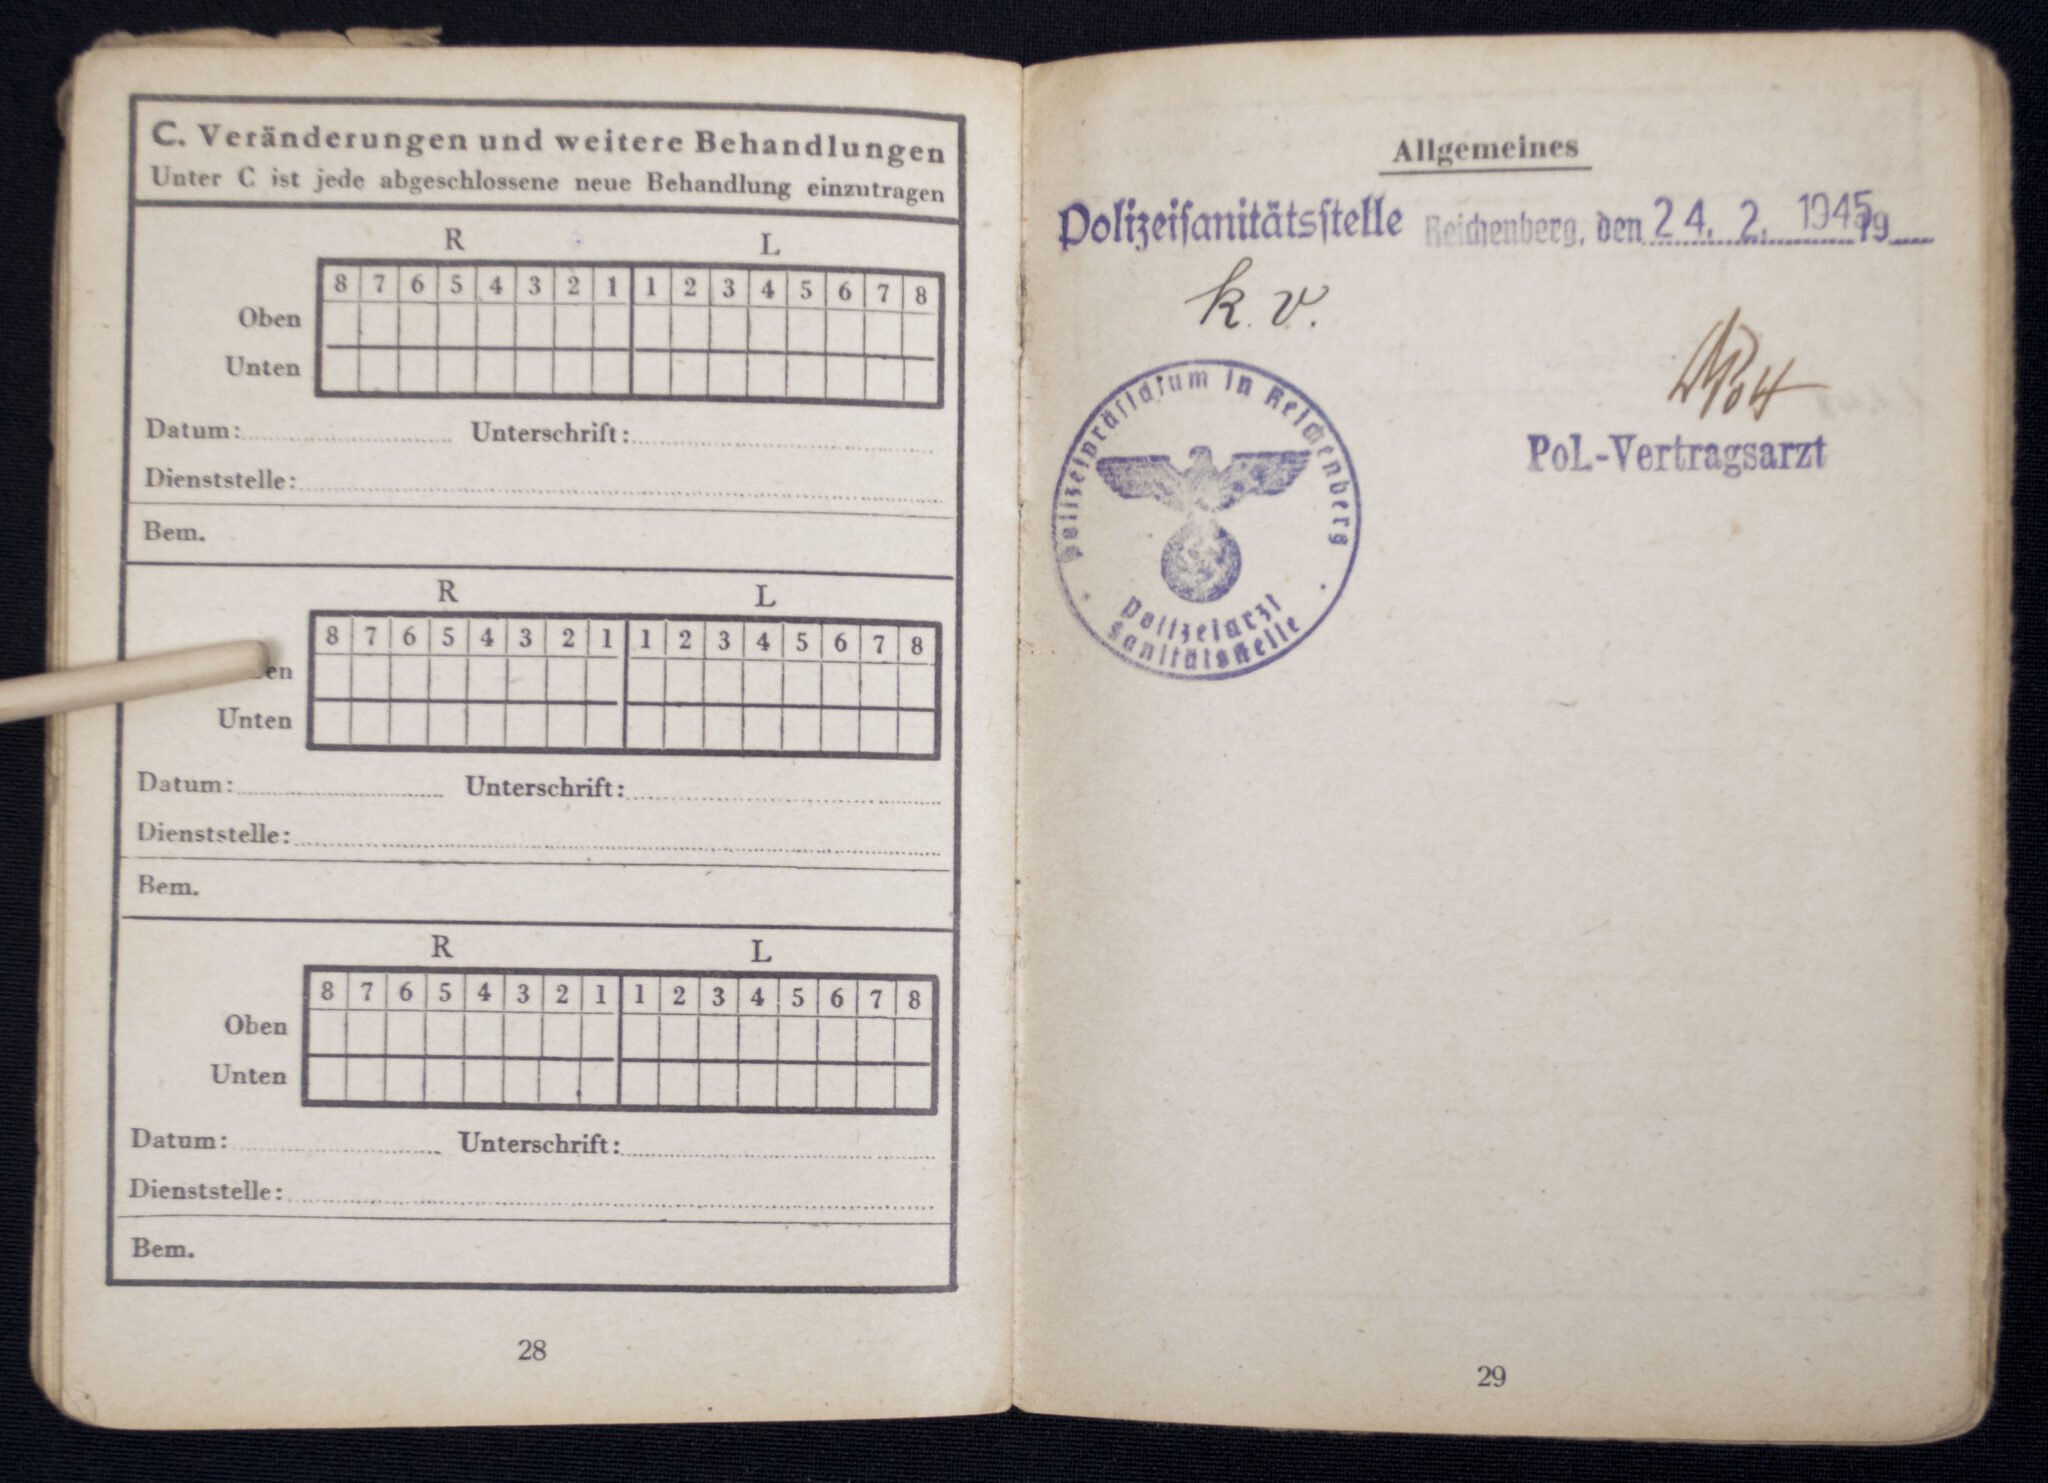 C. Veränderungen und weitere Behandlungen
Unter C ist jede abgeschlossene neue Behandlung einzutragen
R L
8 7 6 5 4 3 2 1 1 2 3 4 5 6 7 8
Oben
Unten
Datum: Unterschrift:
Dienststelle:
Bem.
R L
8 7 6 5 4 3 2 1 1 2 3 4 5 6 7 8
en
Unten
Datum: Unterschrift:
Dienststelle:
Bem.
R L
8 7 6 5 4 3 2 1 1 2 3 4 5 6 7 8
Oben
Unten
Datum: Unterschrift:
Dienststelle:
Bem.
28
Allgemeines
Polizeisanitätsstelle Reichenberg, den 24. 2. 1945 19
k. v.
Pol.-Vertragsarzt
Polizeipräsidium in Reichenberg
Polizeiarzt
Sanitätsstelle
29